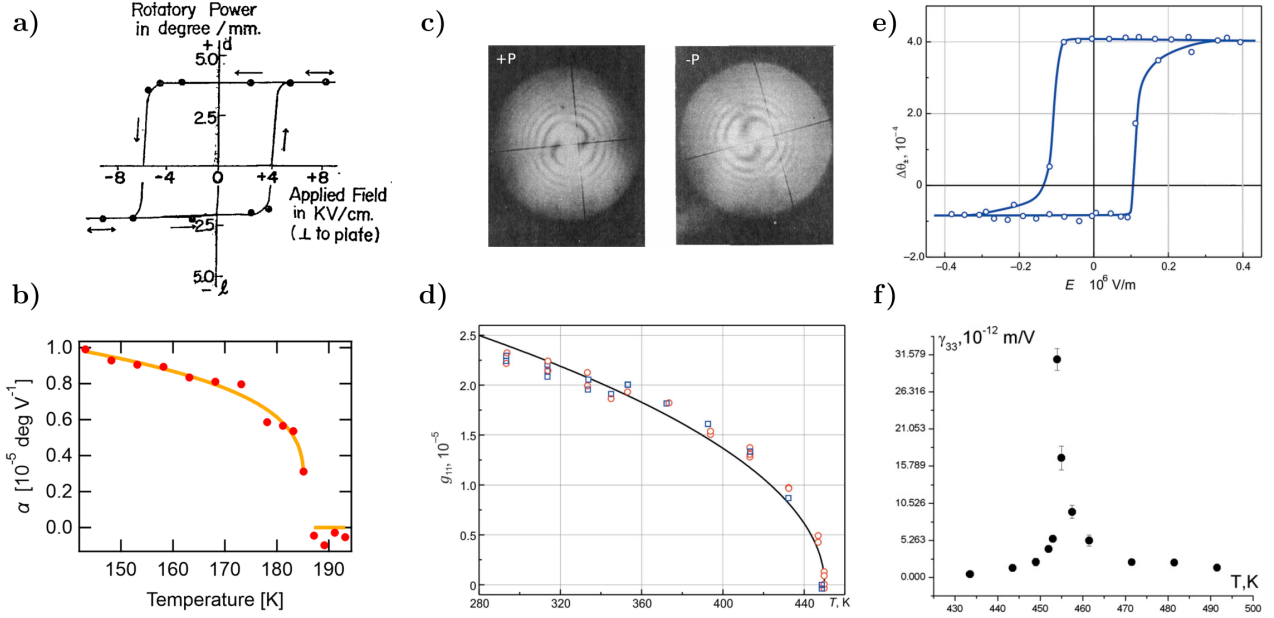 a)
Rotatory Power
in degree/mm.
+ d
5.0
2.5
-8 -4 0 +4 +8
Applied Field
in KV/cm.
(⊥ to plate)
2.5
5.0
- l
b)
α [10⁻⁵ deg V⁻¹]
1.0
0.8
0.6
0.4
0.2
0.0
150 160 170 180 190
Temperature [K]
c)
+P
-P
d)
g₁₁, 10⁻⁵
2.5
2.0
1.5
1.0
0.5
0
280 320 360 400 440 T, K
e)
Δθ±, 10⁻⁴
4.0
2.0
0
−2.0
−0.4 −0.2 0 0.2 0.4
E 10⁶ V/m
f)
γ₃₃,10⁻¹² m/V
31.579
26.316
21.053
15.789
10.526
5.263
0.000
T,K
430 440 450 460 470 480 490 500